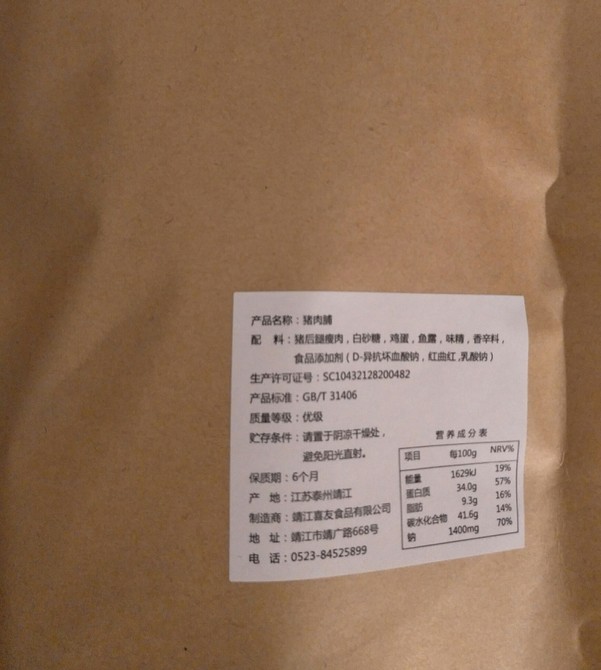 产品名称：猪肉脯
配　料：猪后腿瘦肉，白砂糖，鸡蛋，鱼露，味精，香辛料，
食品添加剂（D-异抗坏血酸钠，红曲红,乳酸钠）
生产许可证号：SC10432128200482
产品标准：GB/T 31406
质量等级：优级
贮存条件：请置于阴凉干燥处，
避免阳光直射。
保质期：6个月
产　地：江苏泰州靖江
制造商：靖江喜友食品有限公司
地　址：靖江市靖广路668号
电　话：0523-84525899
营养成分表
项目 每100g NRV%
能量 1629kJ 19%
蛋白质 34.0g 57%
脂肪 9.3g 16%
碳水化合物 41.6g 14%
钠 1400mg 70%